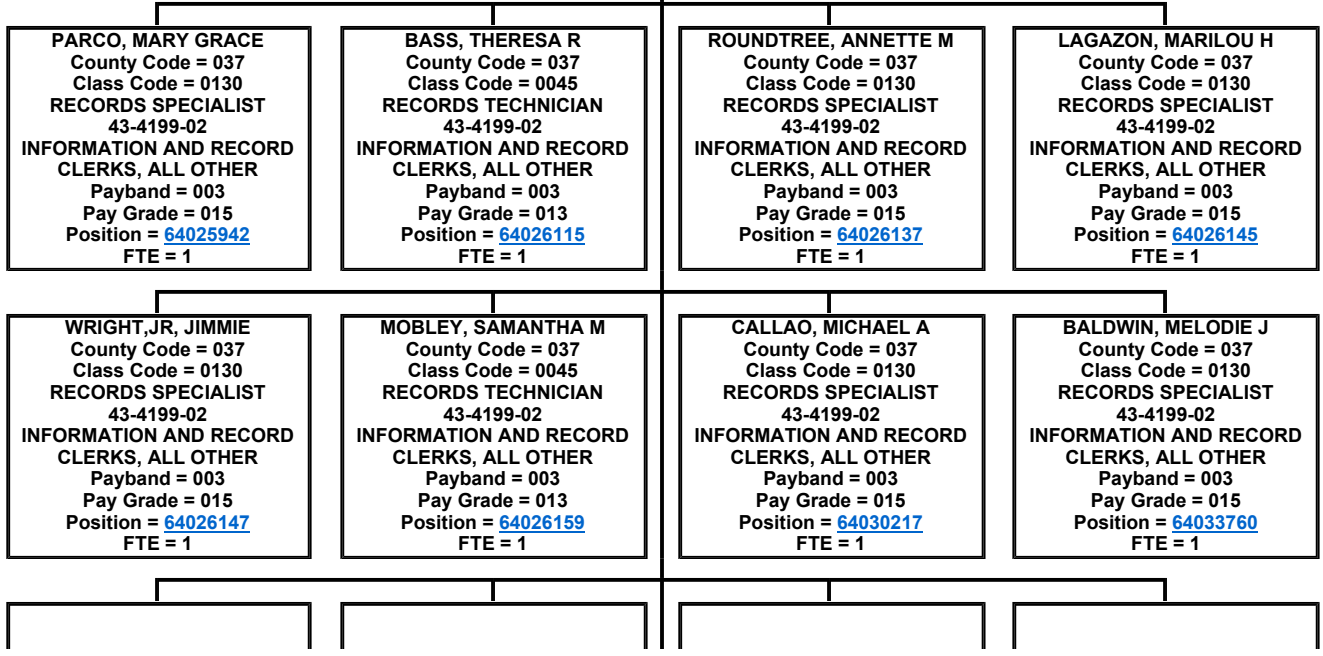 PARCO, MARY GRACE
County Code = 037
Class Code = 0130
RECORDS SPECIALIST
43-4199-02
INFORMATION AND RECORD
CLERKS, ALL OTHER
Payband = 003
Pay Grade = 015
Position = 64025942
FTE = 1
BASS, THERESA R
County Code = 037
Class Code = 0045
RECORDS TECHNICIAN
43-4199-02
INFORMATION AND RECORD
CLERKS, ALL OTHER
Payband = 003
Pay Grade = 013
Position = 64026115
FTE = 1
ROUNDTREE, ANNETTE M
County Code = 037
Class Code = 0130
RECORDS SPECIALIST
43-4199-02
INFORMATION AND RECORD
CLERKS, ALL OTHER
Payband = 003
Pay Grade = 015
Position = 64026137
FTE = 1
LAGAZON, MARILOU H
County Code = 037
Class Code = 0130
RECORDS SPECIALIST
43-4199-02
INFORMATION AND RECORD
CLERKS, ALL OTHER
Payband = 003
Pay Grade = 015
Position = 64026145
FTE = 1
WRIGHT,JR, JIMMIE
County Code = 037
Class Code = 0130
RECORDS SPECIALIST
43-4199-02
INFORMATION AND RECORD
CLERKS, ALL OTHER
Payband = 003
Pay Grade = 015
Position = 64026147
FTE = 1
MOBLEY, SAMANTHA M
County Code = 037
Class Code = 0045
RECORDS TECHNICIAN
43-4199-02
INFORMATION AND RECORD
CLERKS, ALL OTHER
Payband = 003
Pay Grade = 013
Position = 64026159
FTE = 1
CALLAO, MICHAEL A
County Code = 037
Class Code = 0130
RECORDS SPECIALIST
43-4199-02
INFORMATION AND RECORD
CLERKS, ALL OTHER
Payband = 003
Pay Grade = 015
Position = 64030217
FTE = 1
BALDWIN, MELODIE J
County Code = 037
Class Code = 0130
RECORDS SPECIALIST
43-4199-02
INFORMATION AND RECORD
CLERKS, ALL OTHER
Payband = 003
Pay Grade = 015
Position = 64033760
FTE = 1